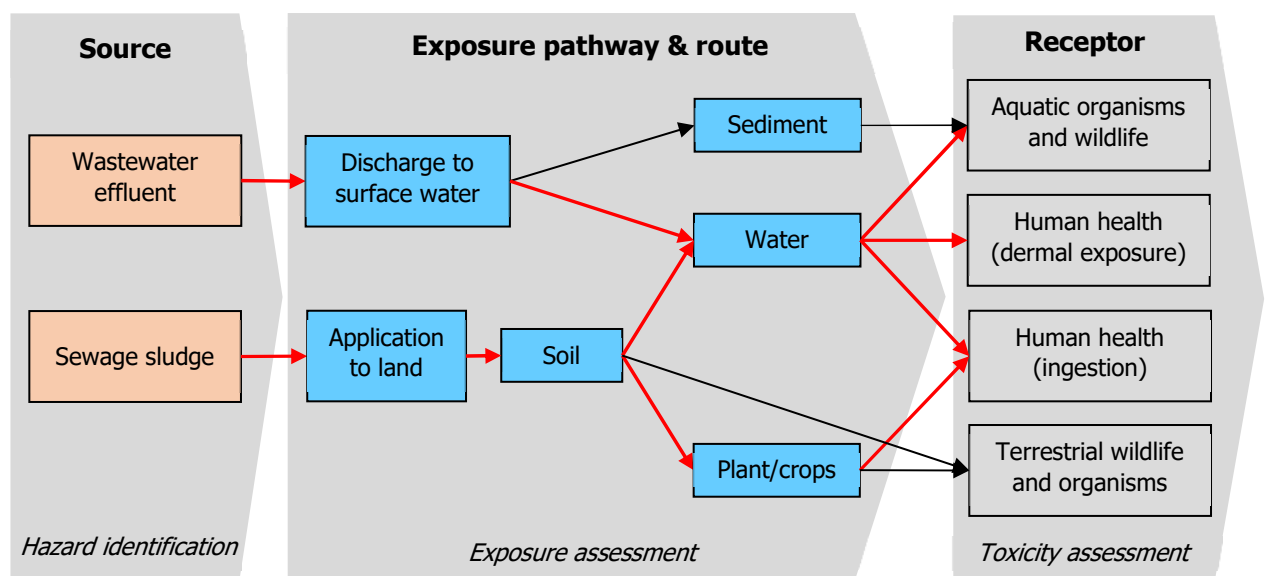 Source
Exposure pathway & route
Receptor
Wastewater
effluent
Discharge to
surface water
Sediment
Aquatic organisms
and wildlife
Water
Human health
(dermal exposure)
Sewage sludge
Application
to land
Soil
Human health
(ingestion)
Plant/crops
Terrestrial wildlife
and organisms
Hazard identification
Exposure assessment
Toxicity assessment